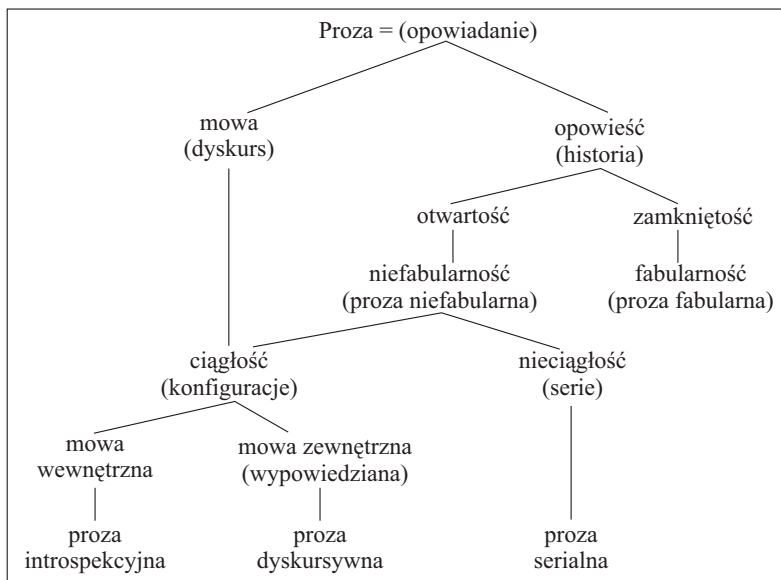 Proza = (opowiadanie)
mowa
(dyskurs)
opowieść
(historia)
otwartość
zamkniętość
niefabularność
(proza niefabularna)
fabularność
(proza fabularna)
ciągłość
(konfiguracje)
nieciągłość
(serie)
mowa
wewnętrzna
mowa zewnętrzna
(wypowiedziana)
proza
introspekcyjna
proza
dyskursywna
proza
serialna